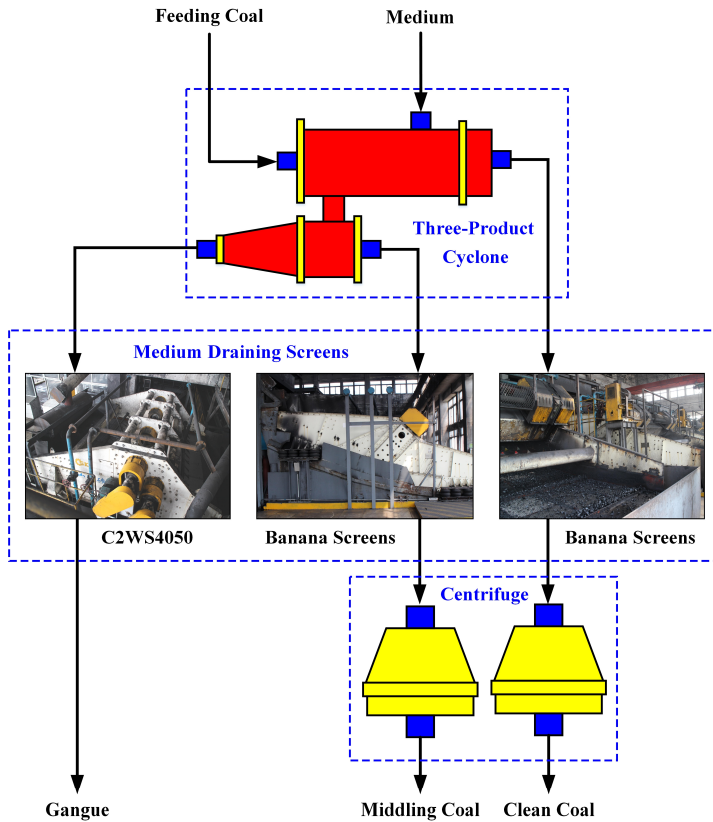 Feeding Coal
Medium
Three-Product
Cyclone
Medium Draining Screens
C2WS4050
Banana Screens
Banana Screens
Centrifuge
Gangue
Middling Coal
Clean Coal